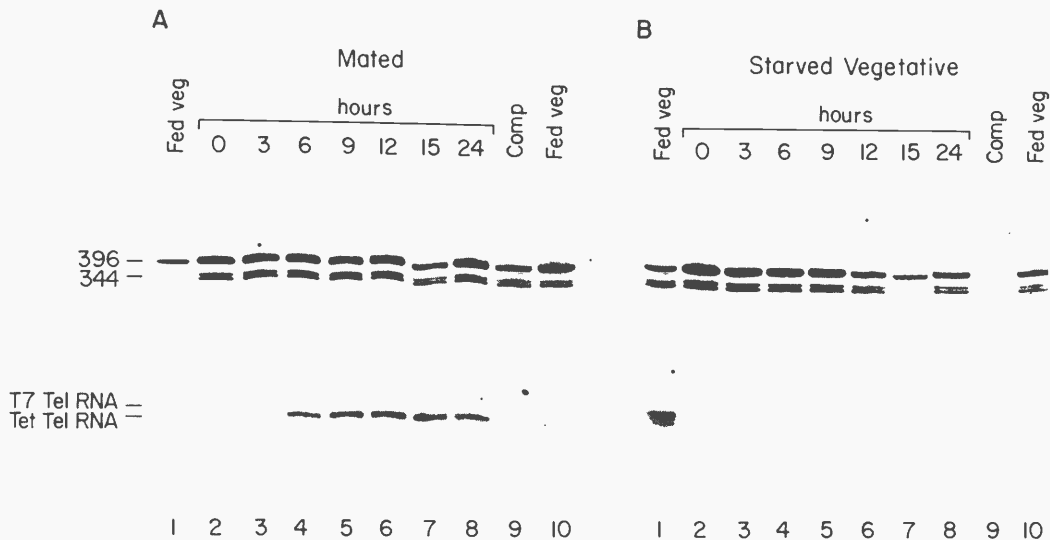 A
Mated
hours
Fed veg 0 3 6 9 12 15 24 Comp Fed veg
396
344
T7 Tel RNA
Tet Tel RNA
1 2 3 4 5 6 7 8 9 10
B
Starved Vegetative
hours
Fed veg 0 3 6 9 12 15 24 Comp Fed veg
1 2 3 4 5 6 7 8 9 10